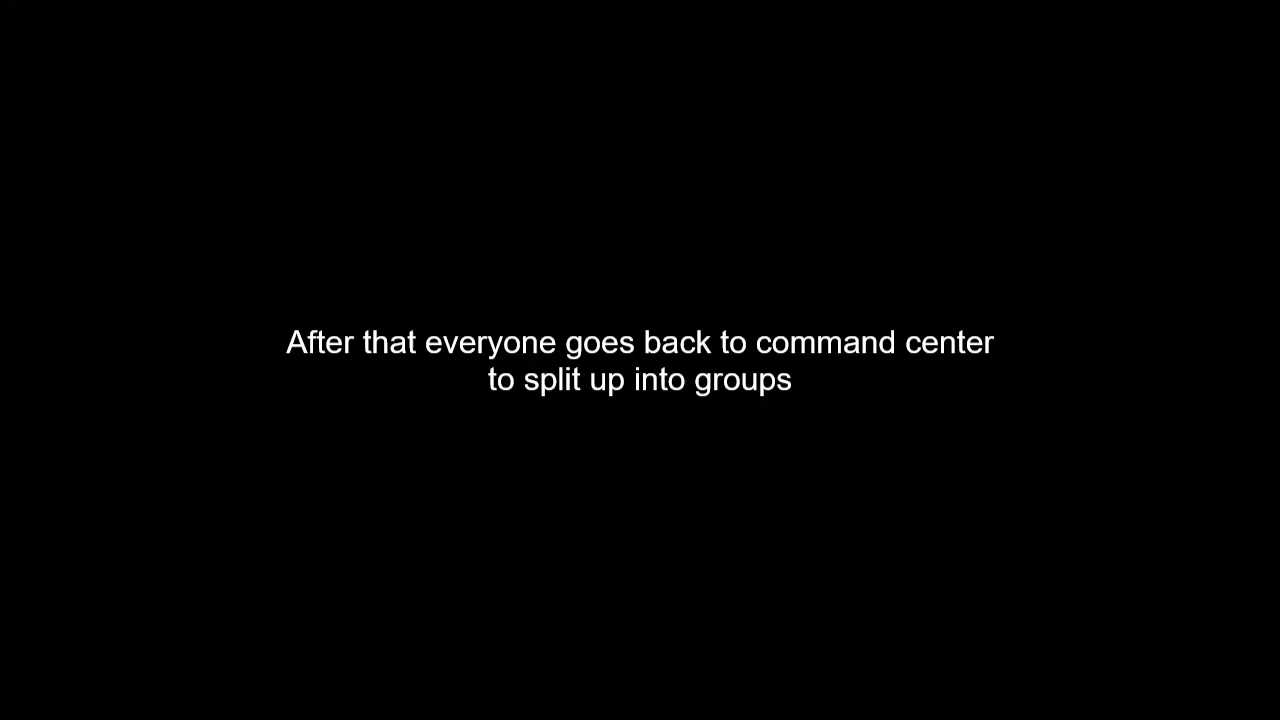 After that everyone goes back to command center
to split up into groups